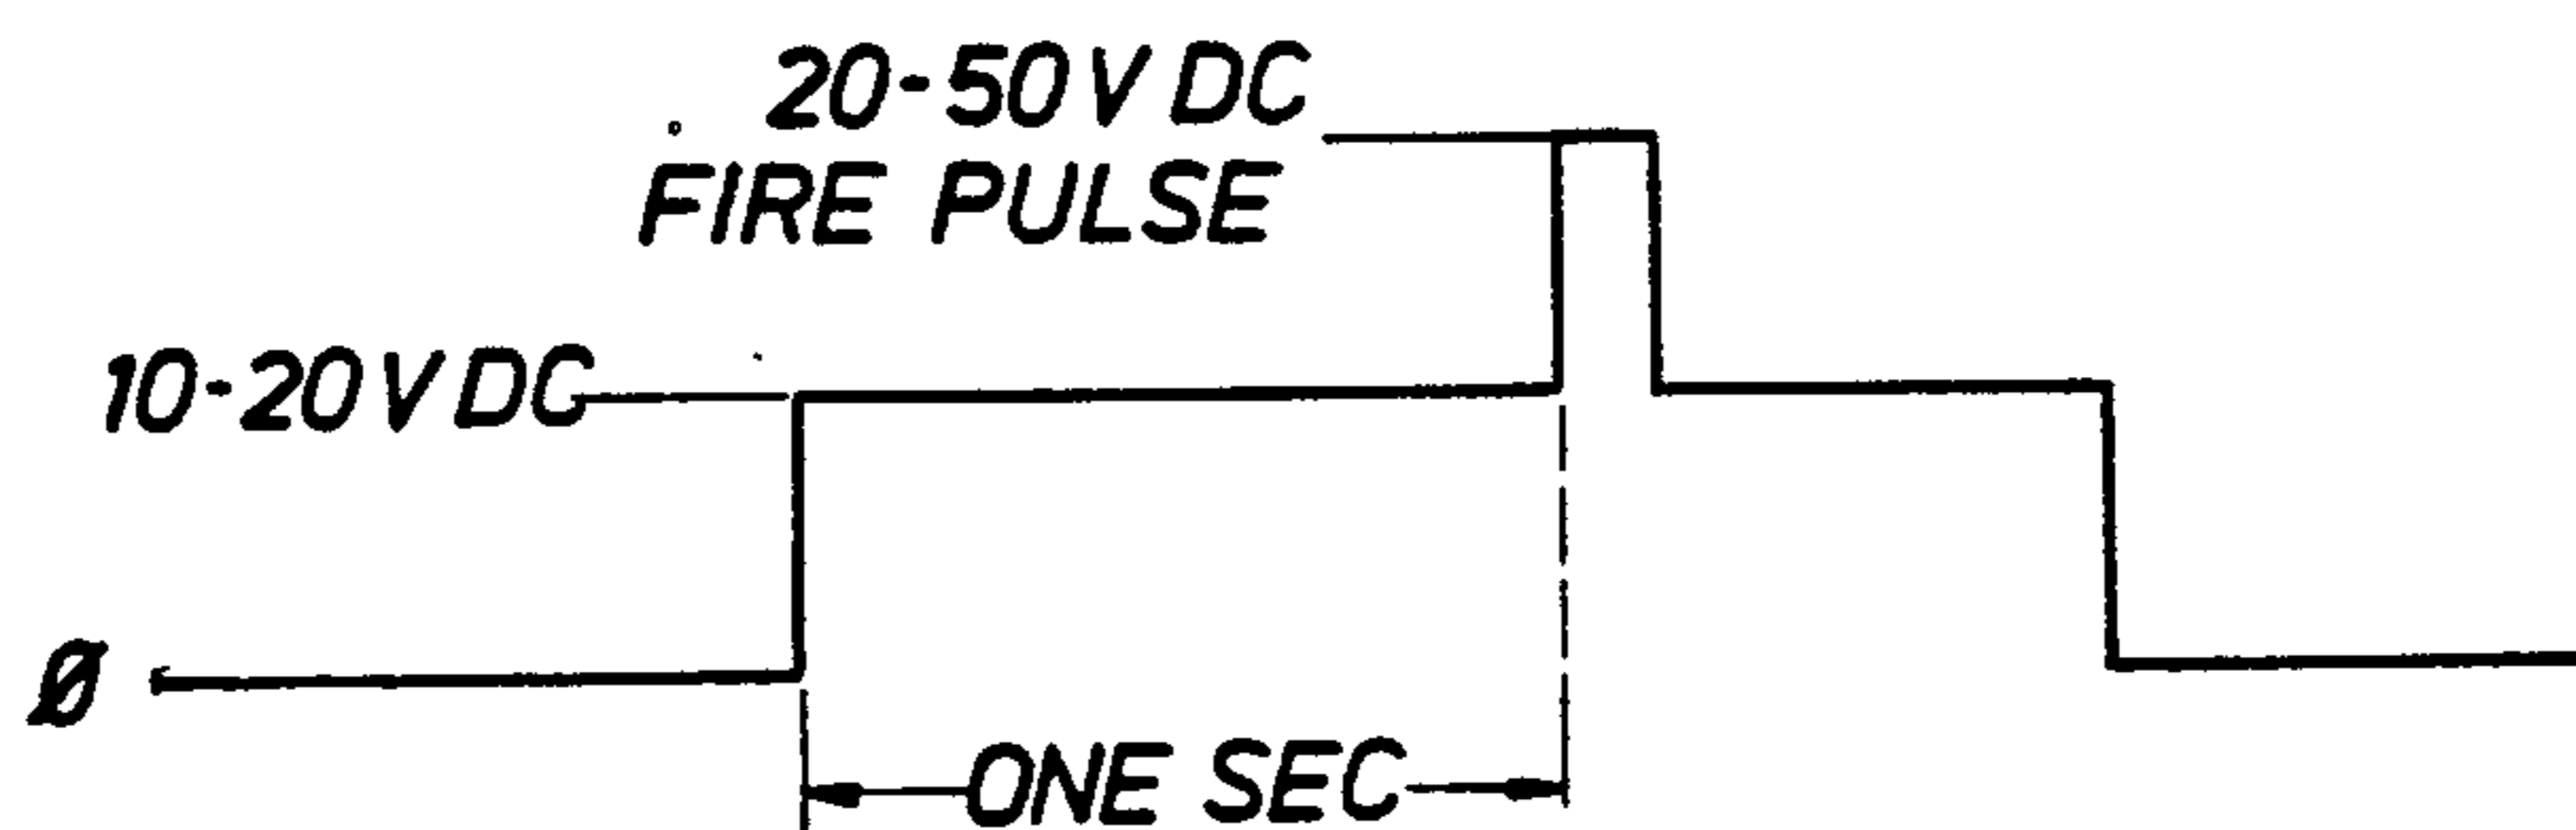 20-50 V DC
FIRE PULSE
10-20 V DC
Ø
ONE SEC